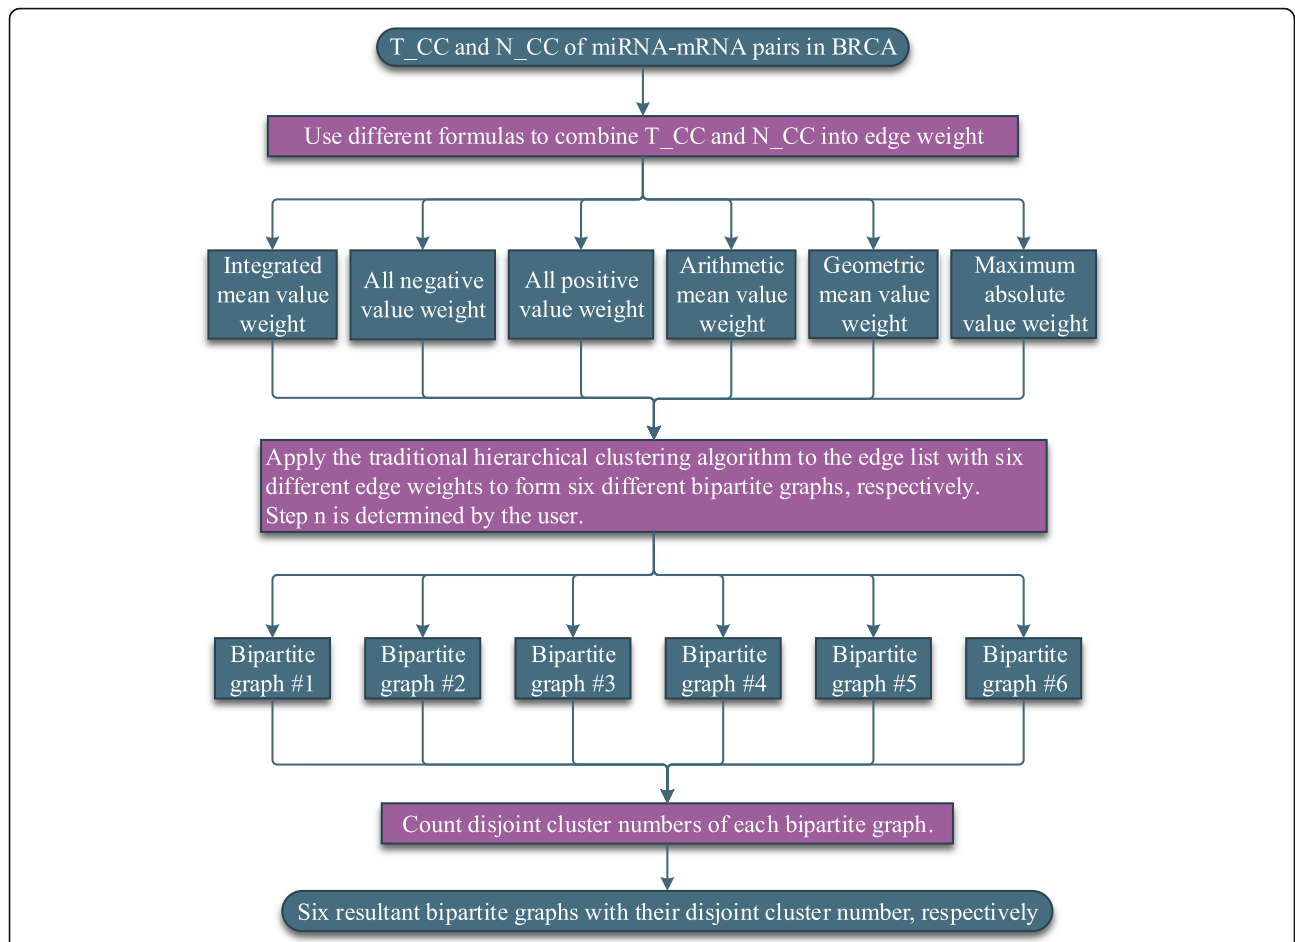 T_CC and N_CC of miRNA-mRNA pairs in BRCA
Use different formulas to combine T_CC and N_CC into edge weight
Integrated
mean value
weight
All negative
value weight
All positive
value weight
Arithmetic
mean value
weight
Geometric
mean value
weight
Maximum
absolute
value weight
Apply the traditional hierarchical clustering algorithm to the edge list with six
different edge weights to form six different bipartite graphs, respectively.
Step n is determined by the user.
Bipartite
graph #1
Bipartite
graph #2
Bipartite
graph #3
Bipartite
graph #4
Bipartite
graph #5
Bipartite
graph #6
Count disjoint cluster numbers of each bipartite graph.
Six resultant bipartite graphs with their disjoint cluster number, respectively